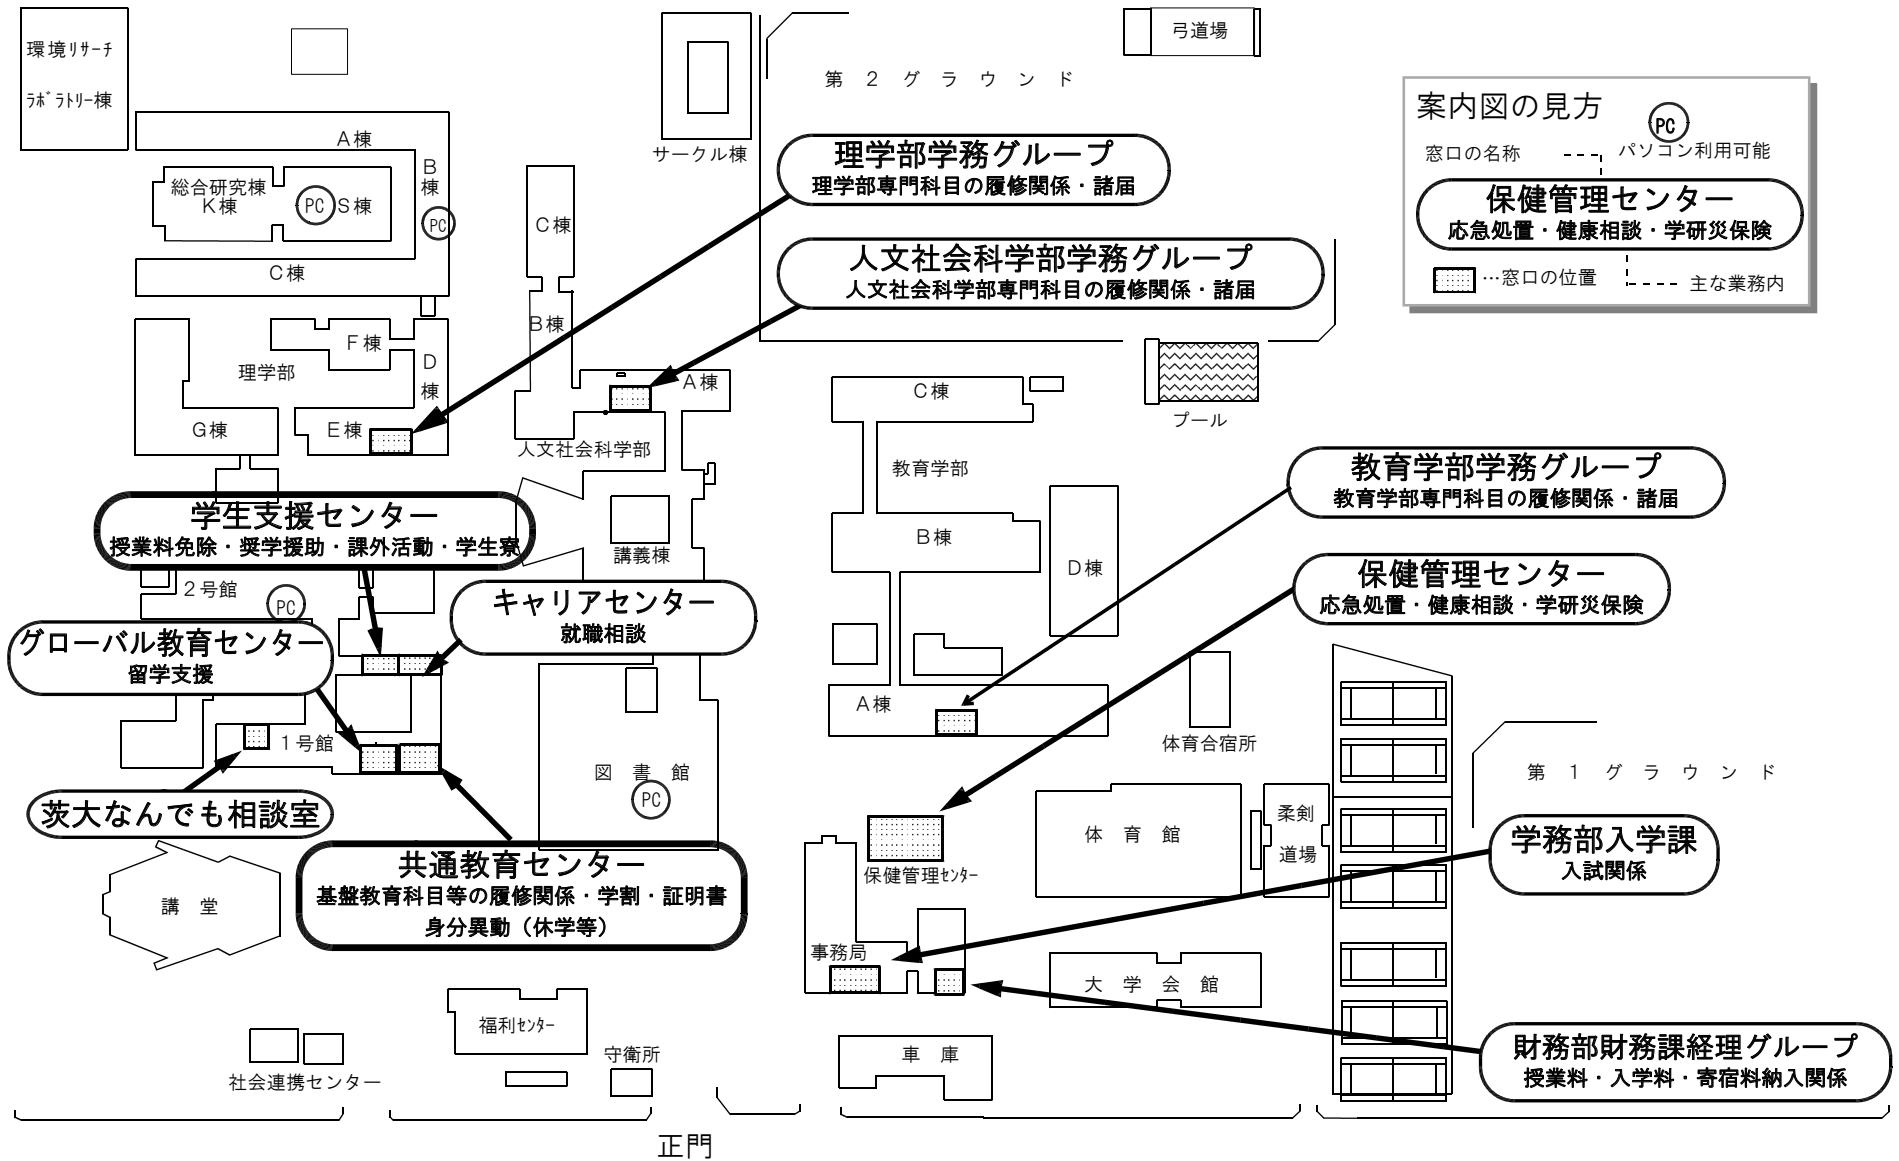 環境ﾘｻｰﾁ
ﾗﾎﾞﾗﾄﾘｰ棟
弓道場
第 ２ グ ラ ウ ン ド
サークル棟
案内図の見方
PC
パソコン利用可能
窓口の名称
保健管理センター
応急処置・健康相談・学研災保険
…窓口の位置
主な業務内
Ａ棟
Ｂ
棟
総合研究棟
Ｋ棟
PC
Ｓ棟
PC
Ｃ棟
Ｃ棟
Ｂ棟
理学部学務グループ
理学部専門科目の履修関係・諸届
人文社会科学部学務グループ
人文社会科学部専門科目の履修関係・諸届
Ｆ棟
Ｄ
棟
理学部
Ｇ棟
Ｅ棟
Ａ棟
人文社会科学部
講義棟
プール
Ｃ棟
教育学部
Ｂ棟
Ｄ棟
Ａ棟
教育学部学務グループ
教育学部専門科目の履修関係・諸届
保健管理センター
応急処置・健康相談・学研災保険
学生支援センター
授業料免除・奨学援助・課外活動・学生寮
２号館
PC
キャリアセンター
就職相談
グローバル教育センター
留学支援
１号館
図 書 館
PC
茨大なんでも相談室
共通教育センター
基盤教育科目等の履修関係・学割・証明書
身分異動（休学等）
講 堂
体育合宿所
第 １ グ ラ ウ ン ド
体 育 館
柔剣
道場
保健管理ｾﾝﾀｰ
学務部入学課
入試関係
事務局
大 学 会 館
福利ｾﾝﾀｰ
守衛所
社会連携センター
車 庫
財務部財務課経理グループ
授業料・入学料・寄宿料納入関係
正門